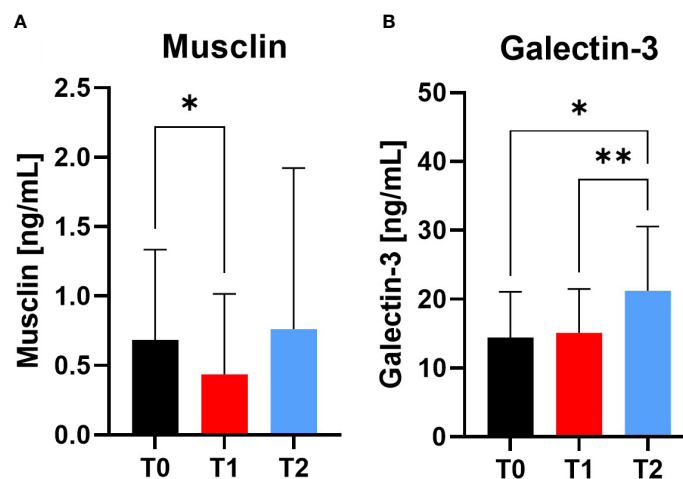 A
Musclin
Musclin [ng/mL]
2.5
2.0
1.5
1.0
0.5
0.0
*
T0 T1 T2
B
Galectin-3
Galectin-3 [ng/mL]
50
40
30
20
10
0
*
**
T0 T1 T2